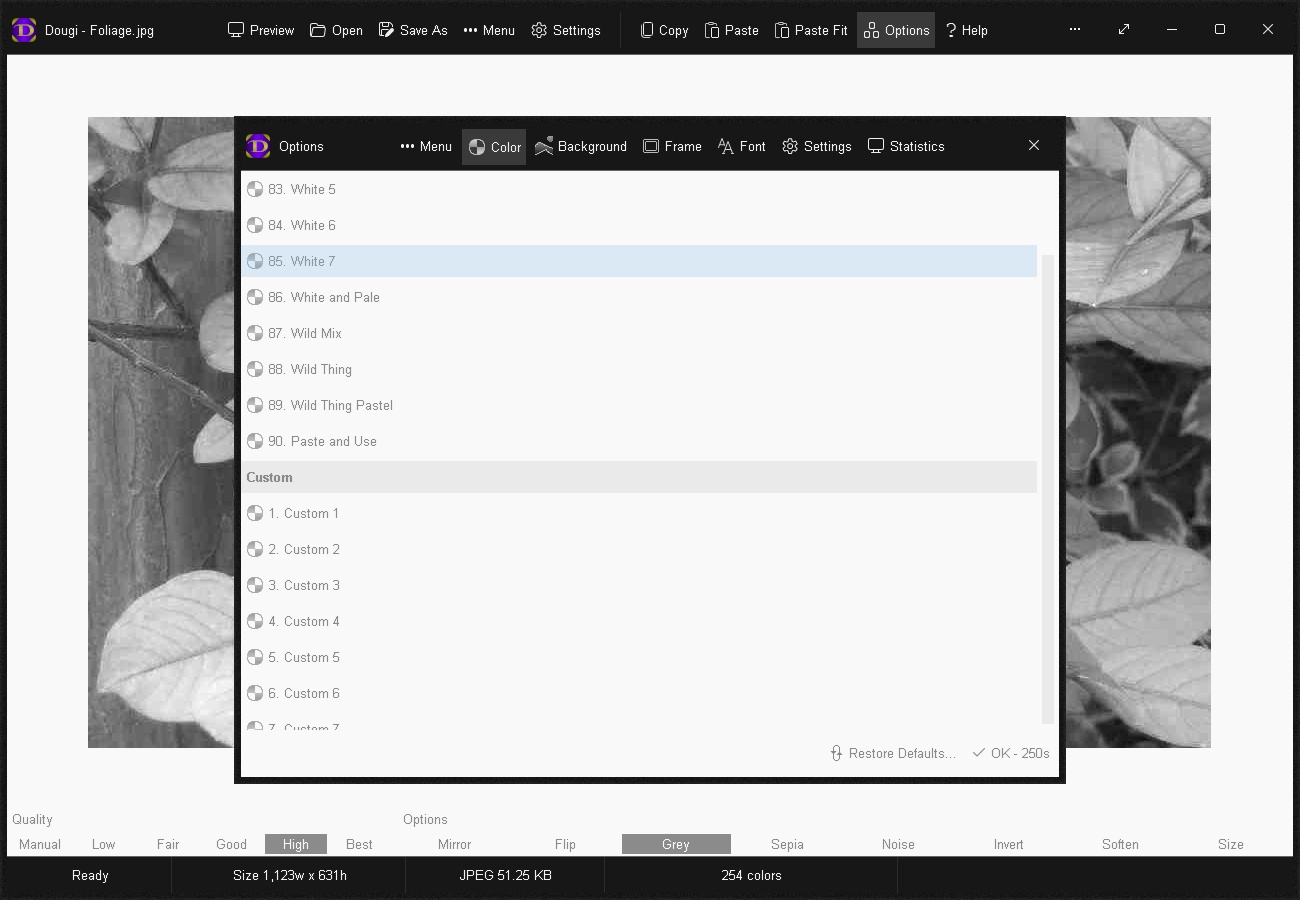 Dougi - Foliage.jpg Preview Open Save As Menu Settings Copy Paste Paste Fit Options ? Help
Options Menu Color Background Frame Font Settings Statistics
83. White 5
84. White 6
85. White 7
86. White and Pale
87. Wild Mix
88. Wild Thing
89. Wild Thing Pastel
90. Paste and Use
Custom
1. Custom 1
2. Custom 2
3. Custom 3
4. Custom 4
5. Custom 5
6. Custom 6
7. Custom 7
Restore Defaults... OK - 250s
Quality Options
Manual Low Fair Good High Best Mirror Flip Grey Sepia Noise Invert Soften Size
Ready Size 1,123w x 631h JPEG 51.25 KB 254 colors